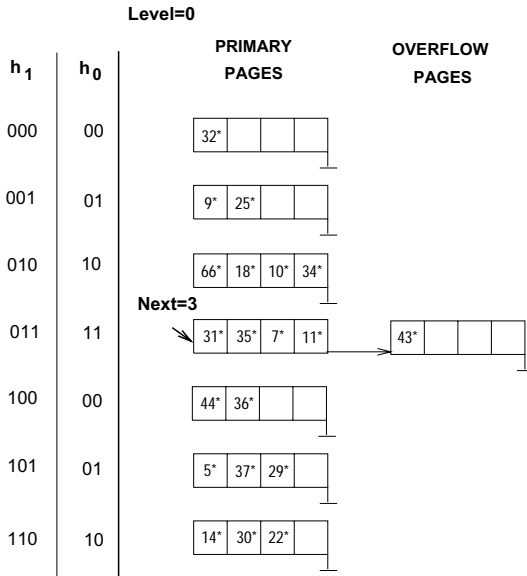 Level=0
PRIMARY PAGES
OVERFLOW PAGES
h1 h0
000 00 32*
001 01 9* 25*
010 10 66* 18* 10* 34*
Next=3
011 11 31* 35* 7* 11* 43*
100 00 44* 36*
101 01 5* 37* 29*
110 10 14* 30* 22*